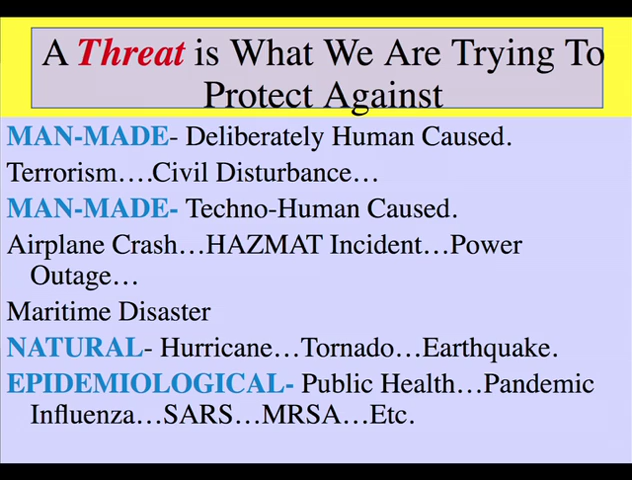 A Threat is What We Are Trying To
Protect Against
MAN-MADE- Deliberately Human Caused.
Terrorism….Civil Disturbance…
MAN-MADE- Techno-Human Caused.
Airplane Crash…HAZMAT Incident…Power
Outage…
Maritime Disaster
NATURAL- Hurricane…Tornado…Earthquake.
EPIDEMIOLOGICAL- Public Health…Pandemic
Influenza…SARS…MRSA…Etc.